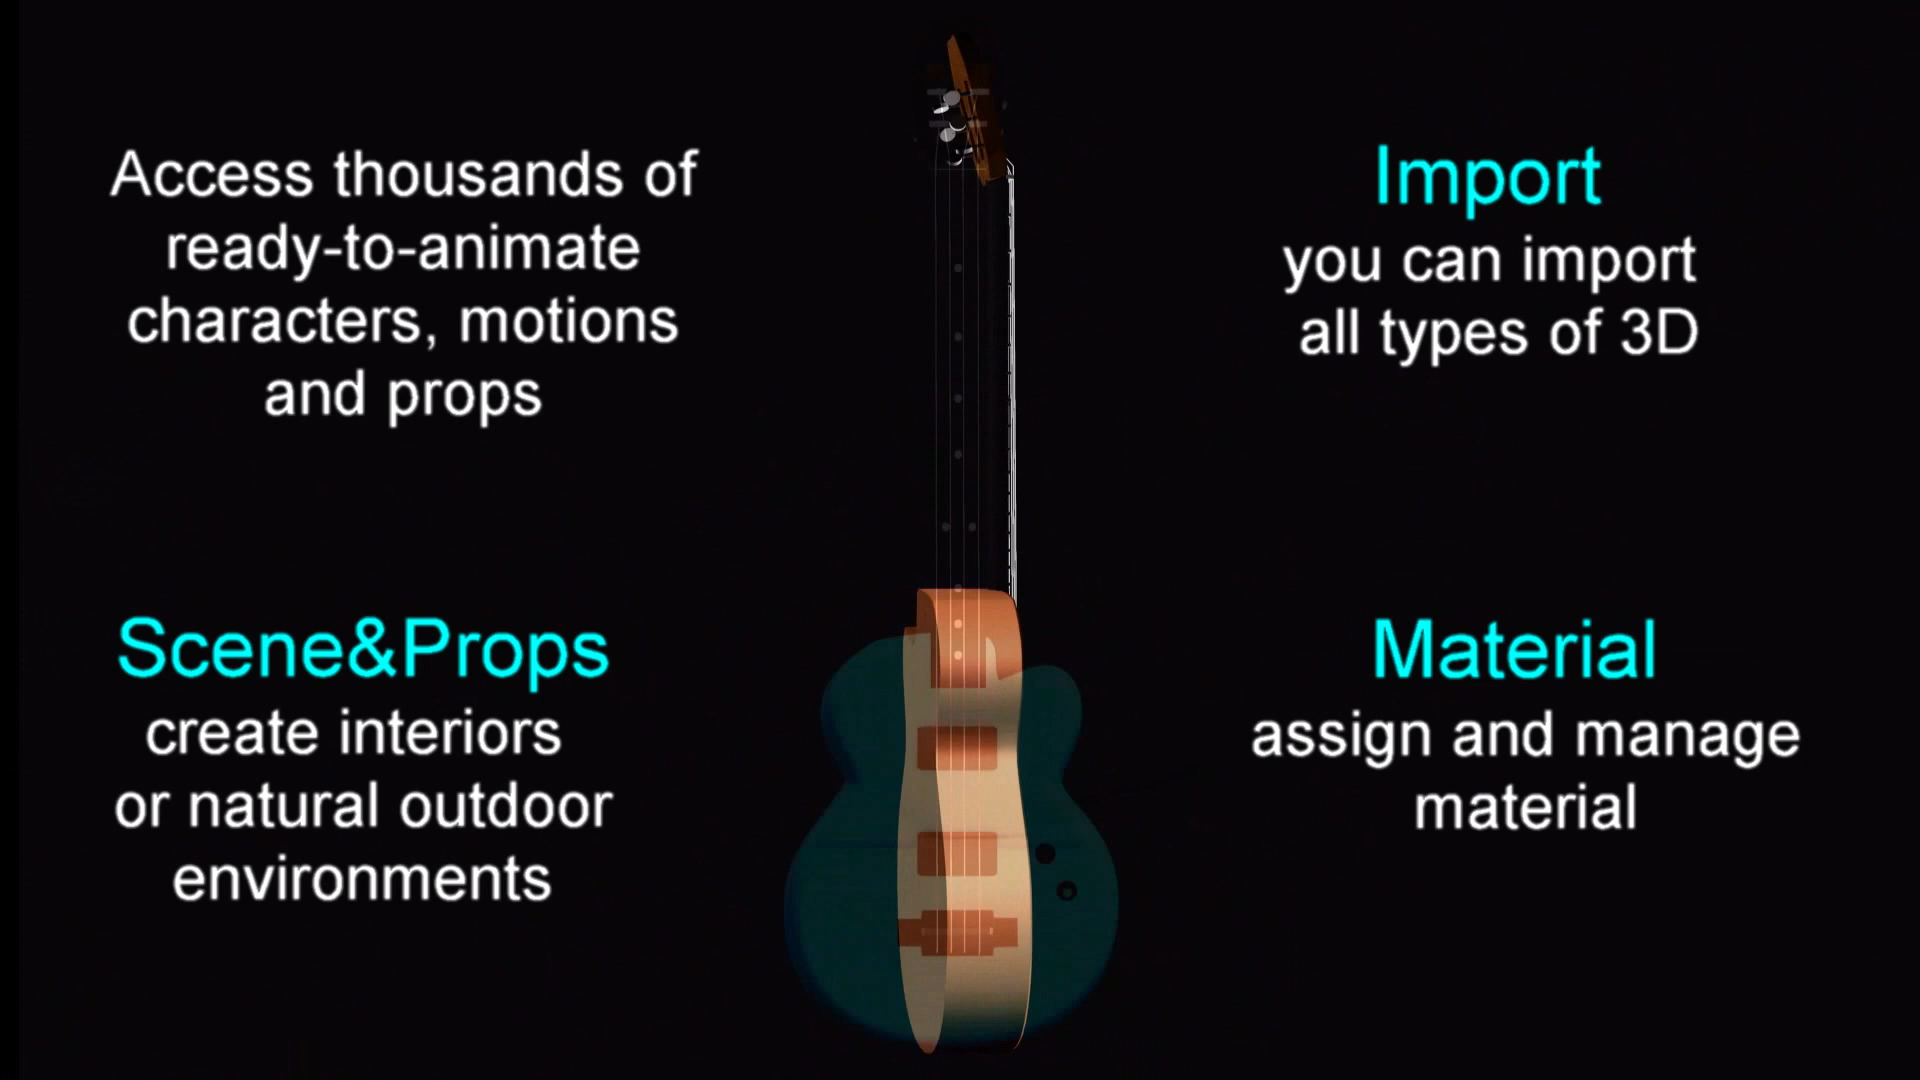 Access thousands of
ready-to-animate
characters, motions
and props
Import
you can import
all types of 3D
Scene&Props
create interiors
or natural outdoor
environments
Material
assign and manage
material